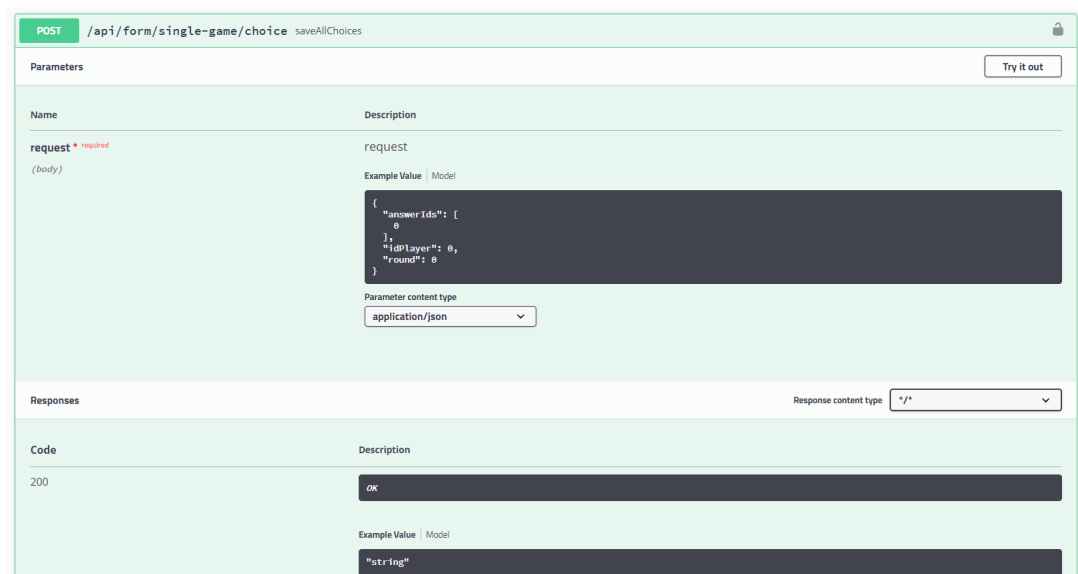 POST /api/form/single-game/choice saveAllChoices
Parameters Try it out
Name Description
request * required request
(body)
Example Value Model
{
"answerIds": [
0
],
"idPlayer": 0,
"round": 0
}
Parameter content type
application/json
Responses Response content type */*
Code Description
200 OK
Example Value Model
"string"